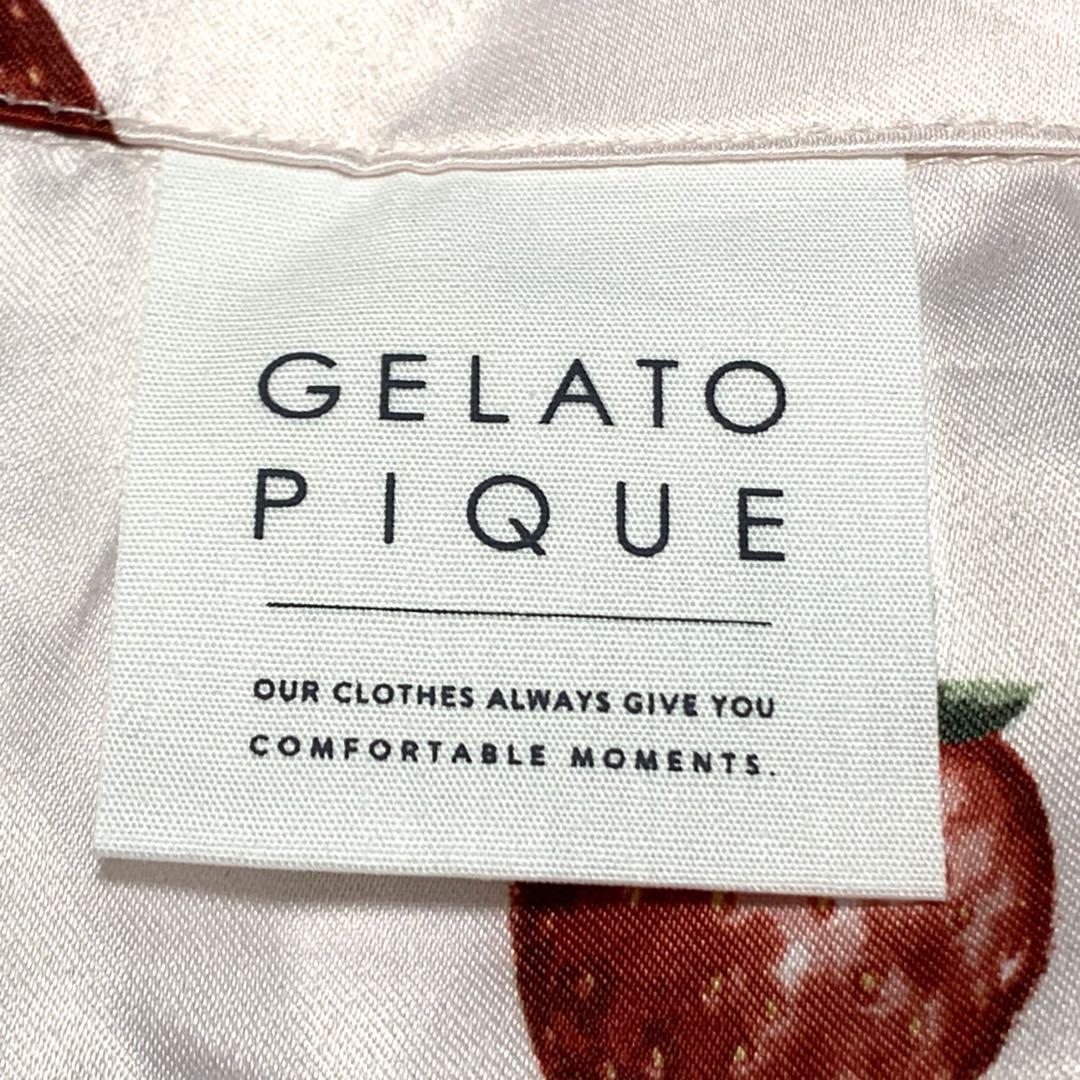 GELATO
PIQUE
OUR CLOTHES ALWAYS GIVE YOU
COMFORTABLE MOMENTS.